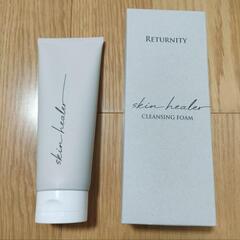 skin healer
RETURNITY
skin healer
CLEANSING FOAM